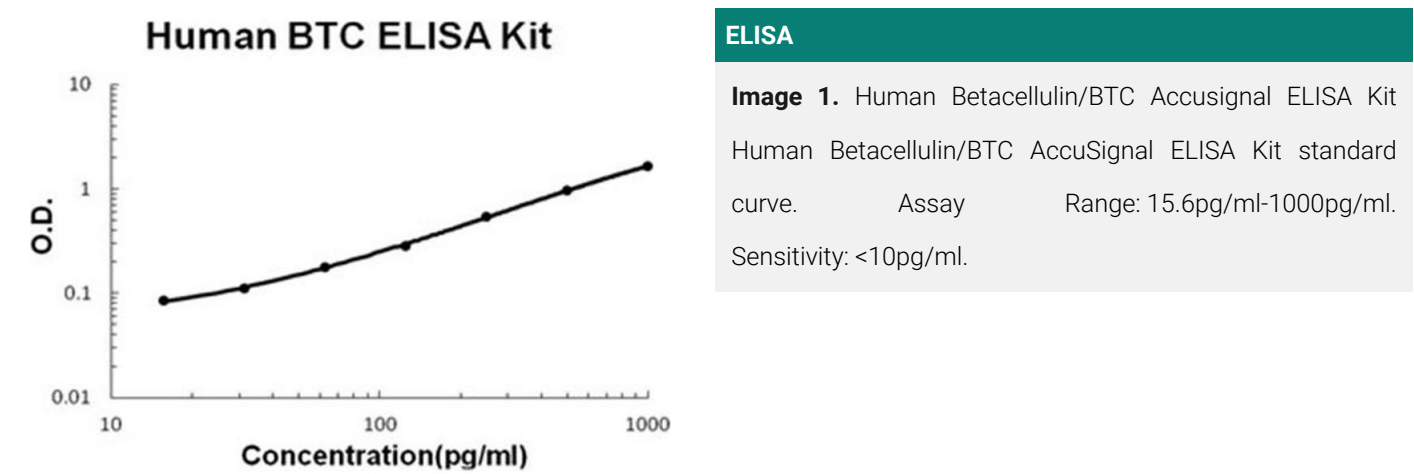 Human BTC ELISA Kit
10
1
0.1
0.01
O.D.
10 100 1000
Concentration(pg/ml)
ELISA
Image 1. Human Betacellulin/BTC Accusignal ELISA Kit
Human Betacellulin/BTC AccuSignal ELISA Kit standard
curve. Assay Range: 15.6pg/ml-1000pg/ml.
Sensitivity: <10pg/ml.